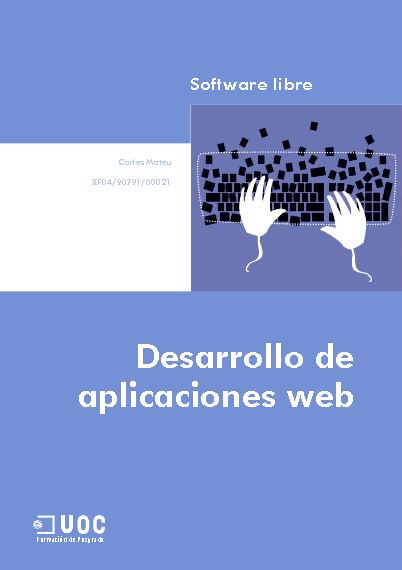 Software libre
Carles Mateu
XP04/90791/00021
Desarrollo de
aplicaciones web
UOC
Formación de Posgrado